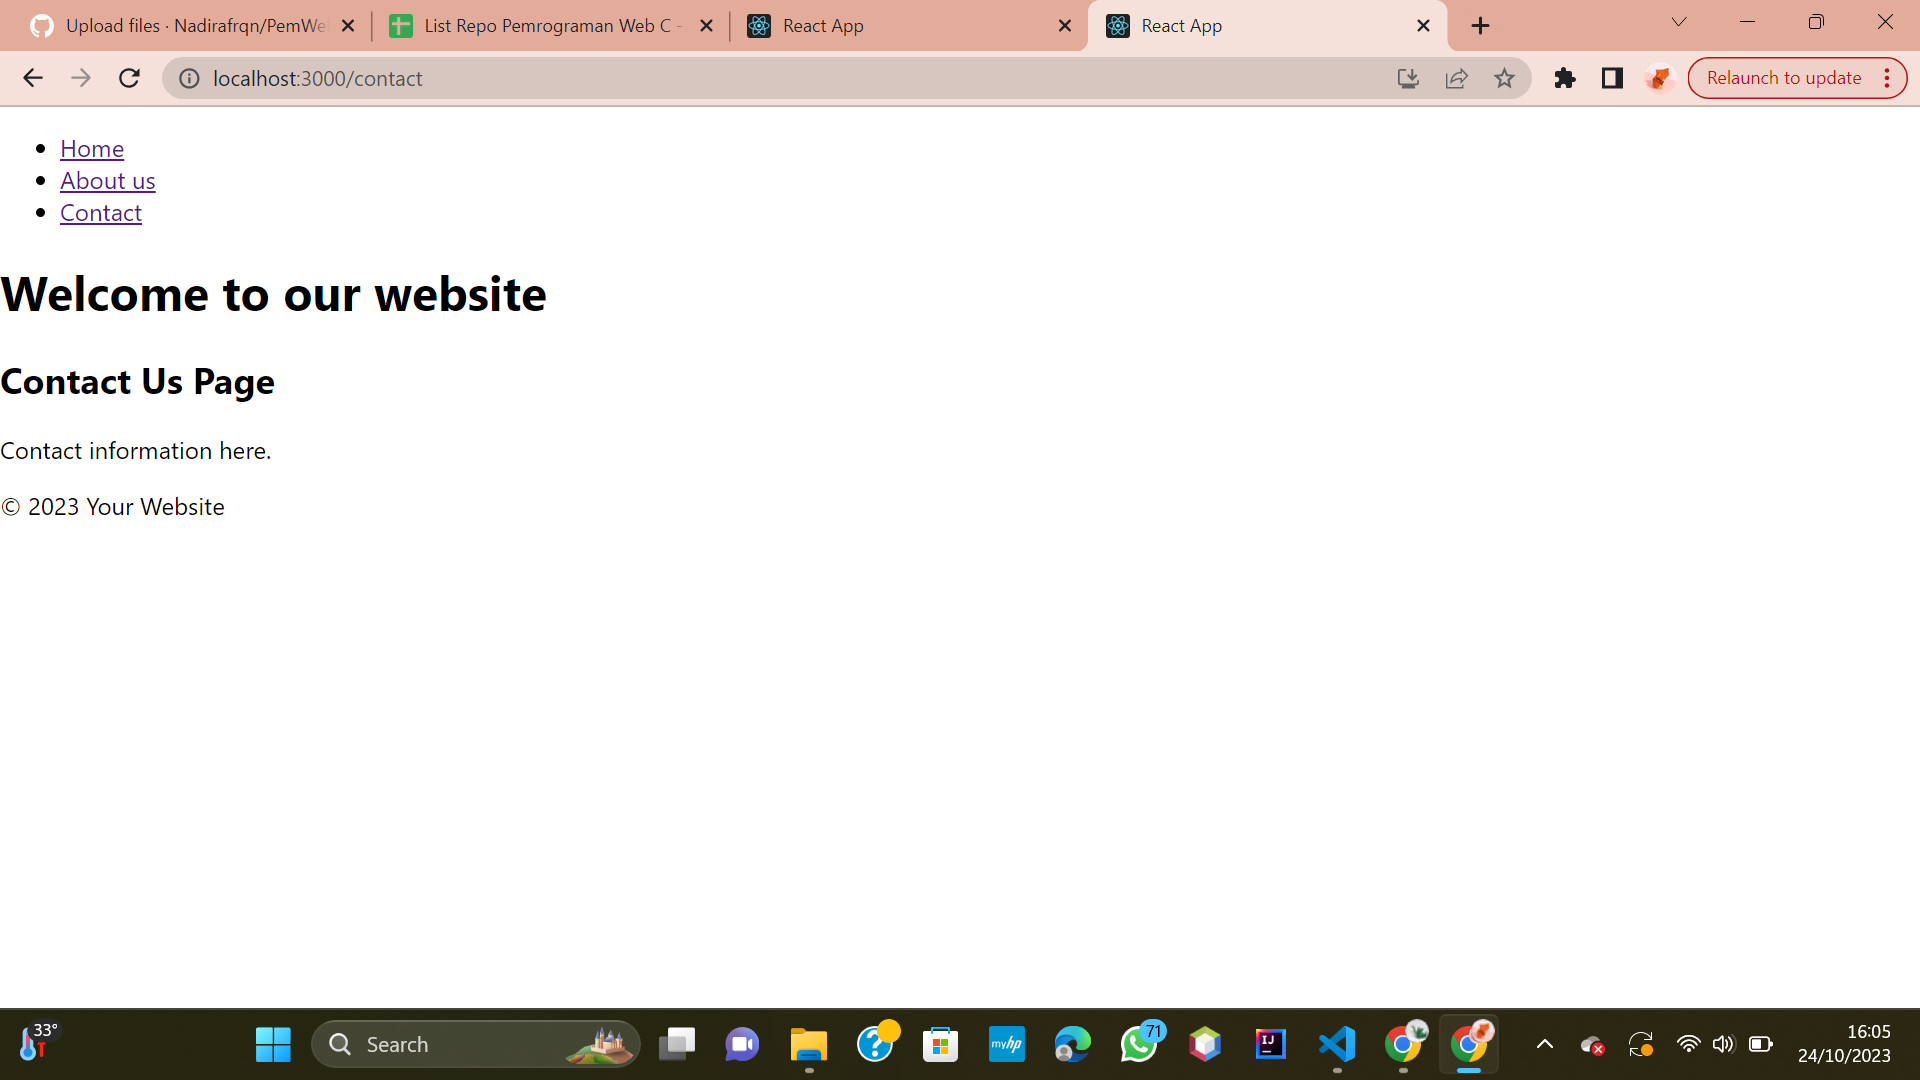 Upload files · Nadirafrqn/PemWe
List Repo Pemrograman Web C -
React App
React App
localhost:3000/contact
Relaunch to update
Home
About us
Contact
Welcome to our website
Contact Us Page
Contact information here.
© 2023 Your Website
33°
Search
myhp
71
IJ
16:05
24/10/2023